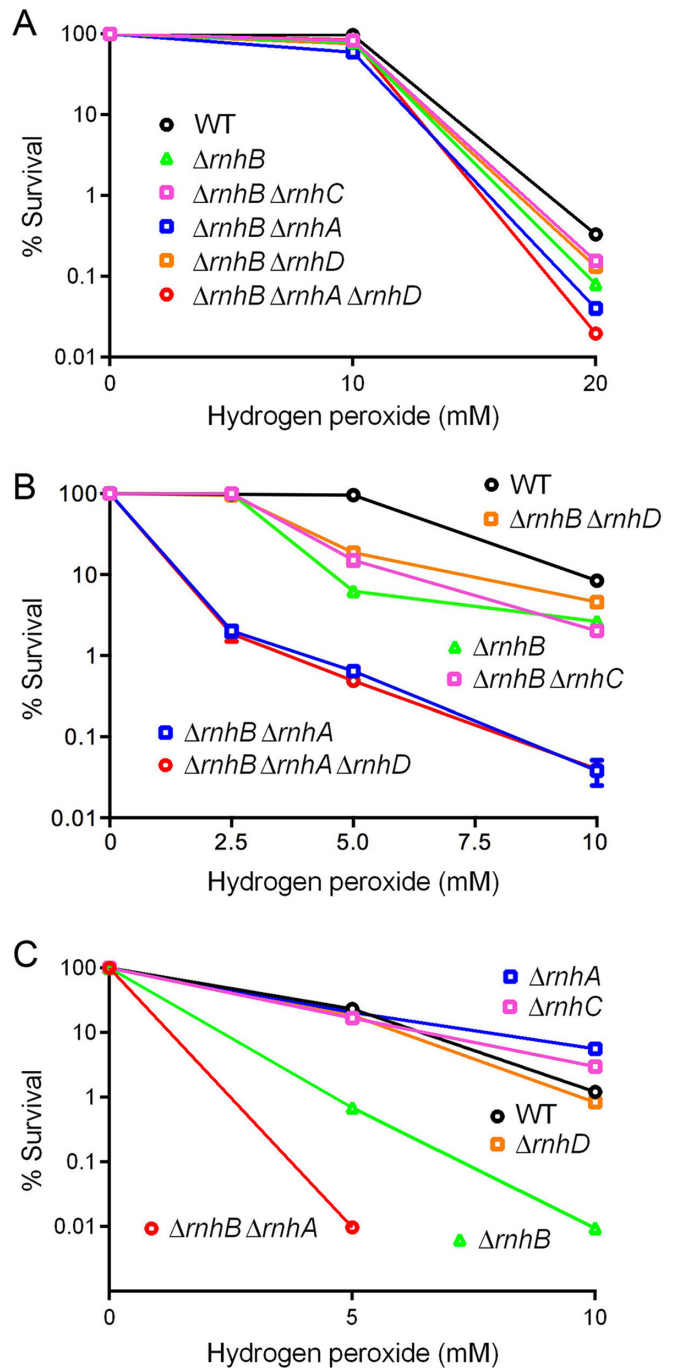 A
100
10
1
0.1
0.01
% Survival
WT
ΔrnhB
ΔrnhB ΔrnhC
ΔrnhB ΔrnhA
ΔrnhB ΔrnhD
ΔrnhB ΔrnhA ΔrnhD
0 10 20
Hydrogen peroxide (mM)
B
100
10
1
0.1
0.01
% Survival
WT
ΔrnhB ΔrnhD
ΔrnhB
ΔrnhB ΔrnhC
ΔrnhB ΔrnhA
ΔrnhB ΔrnhA ΔrnhD
0 2.5 5.0 7.5 10
Hydrogen peroxide (mM)
C
100
10
1
0.1
0.01
% Survival
ΔrnhA
ΔrnhC
WT
ΔrnhD
ΔrnhB ΔrnhA
ΔrnhB
0 5 10
Hydrogen peroxide (mM)